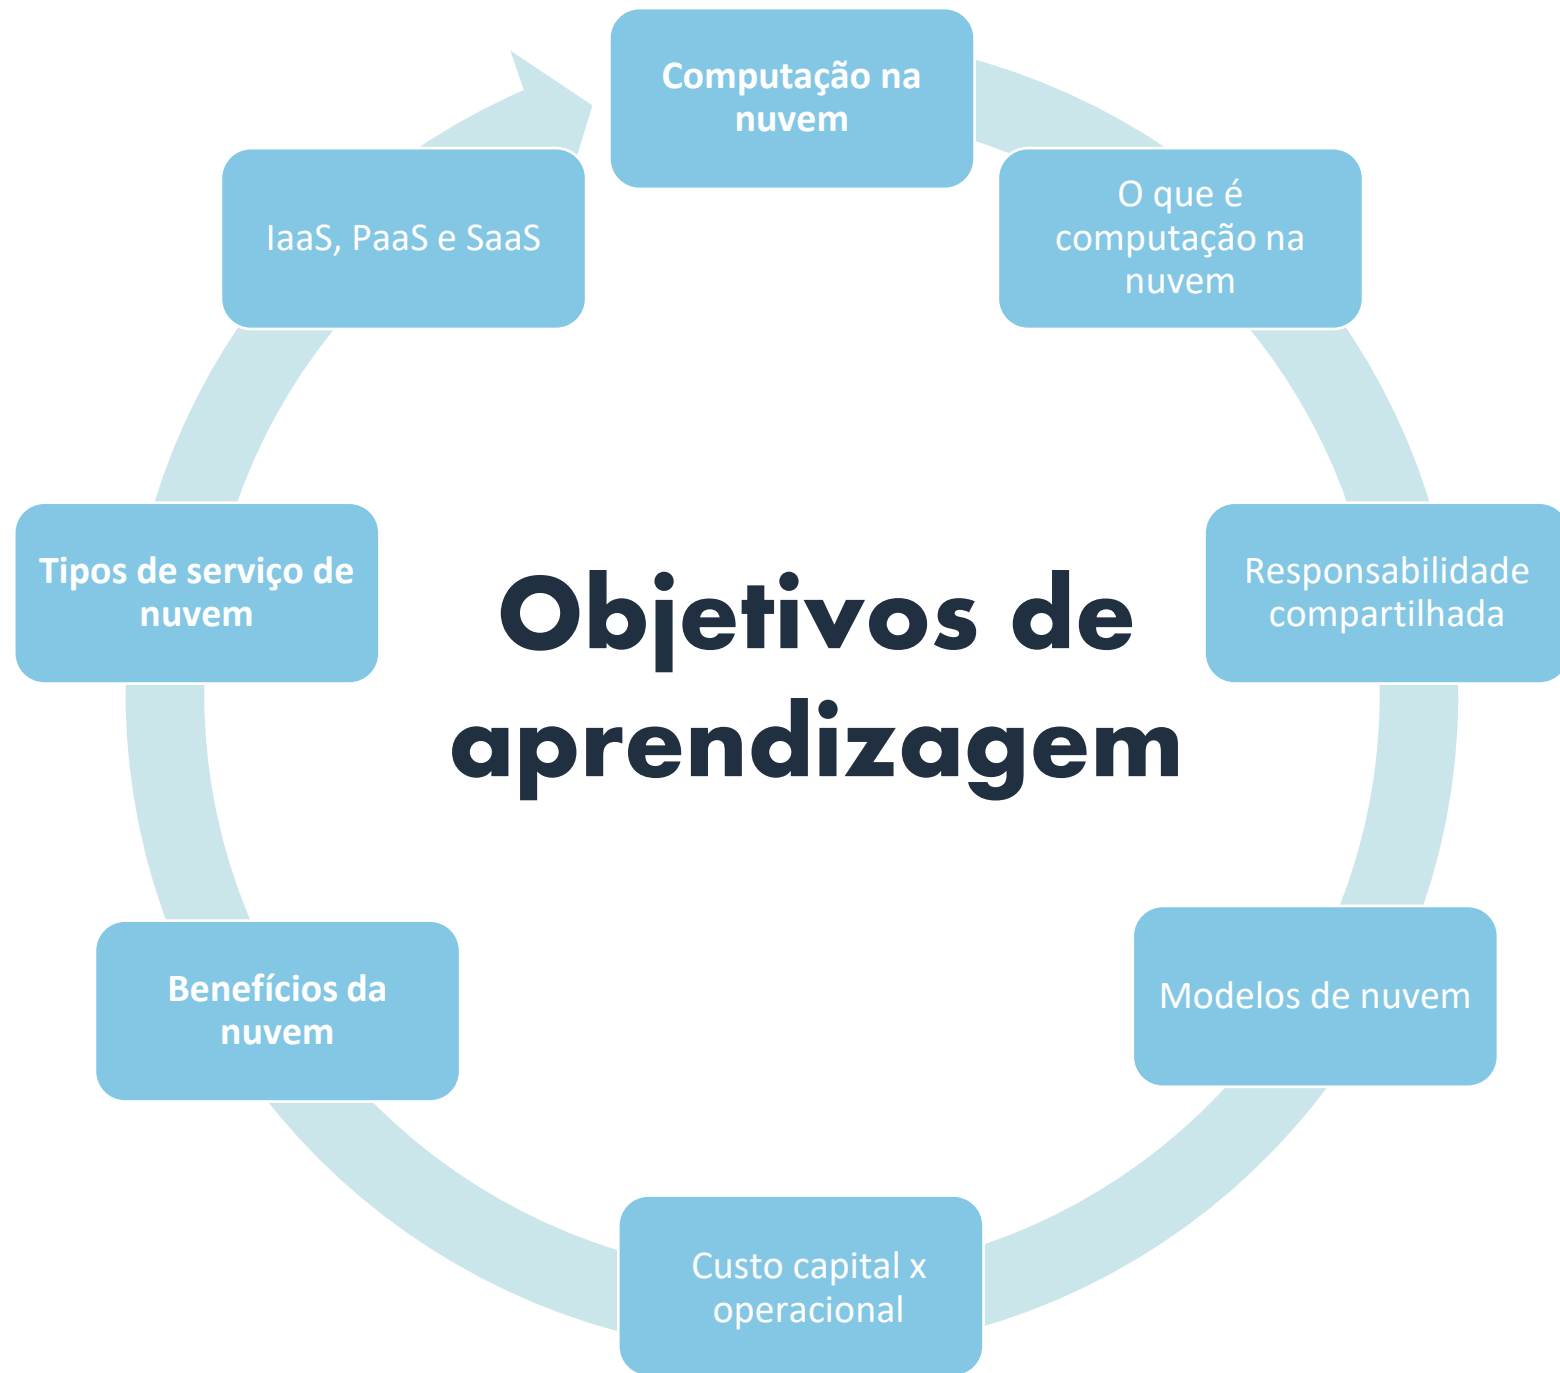 Computação na
nuvem
O que é
computação na
nuvem
Responsabilidade
compartilhada
Modelos de nuvem
Custo capital x
operacional
Benefícios da
nuvem
Tipos de serviço de
nuvem
IaaS, PaaS e SaaS
Objetivos de
aprendizagem